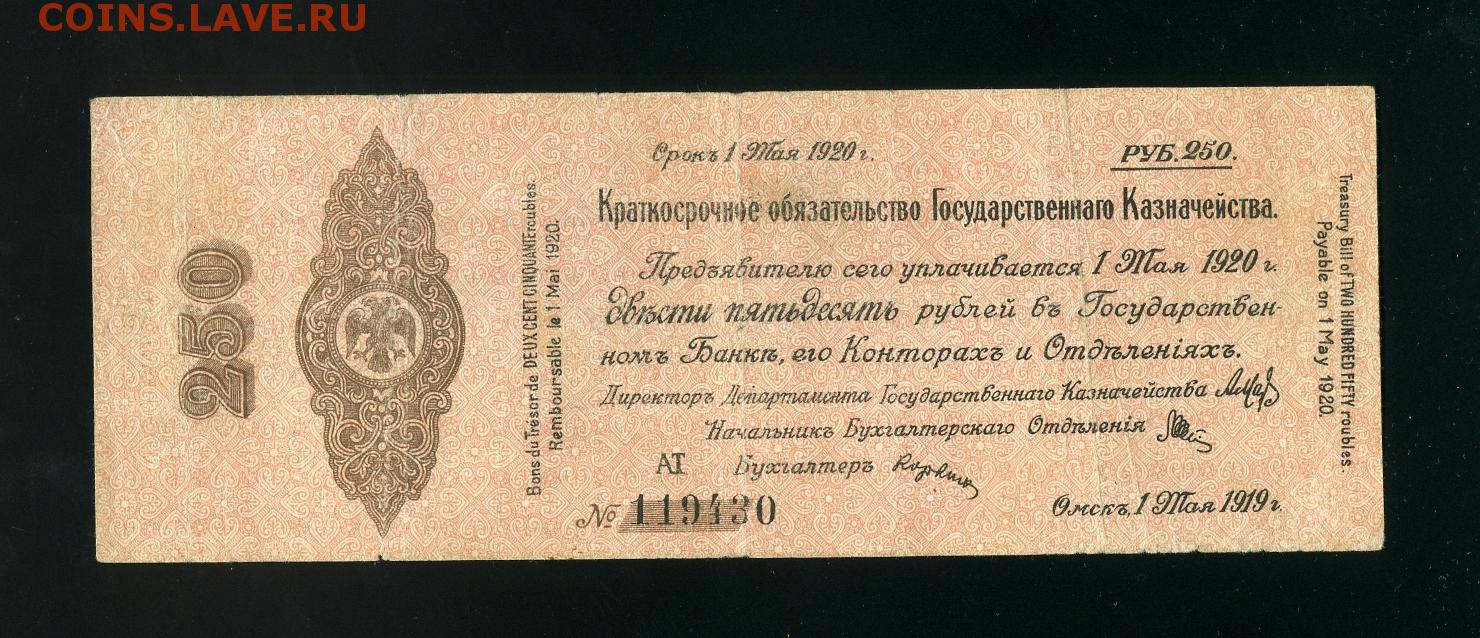 COINS.LAVE.RU
250
Bons du Trésor de DEUX CENT CINQUANTE roubles.
Remboursable le 1 Mai 1920.
Срокъ 1 Мая 1920 г.
РУБ. 250.
Краткосрочное обязательство Государственнаго Казначейства.
Предъявителю сего уплачивается 1 Мая 1920 г.
двѣсти пятьдесять рублей въ Государствен-
номъ Банкѣ, его Конторахъ и Отдѣленіяхъ.
Директоръ Департамента Государственнаго Казначейства
Начальникъ Бухгалтерскаго Отдѣленія
АІ Бухгалтеръ
№ 119430
Омскъ, 1 Мая 1919 г.
Treasury Bill of TWO HUNDRED FIFTY roubles.
Payable on 1 May 1920.